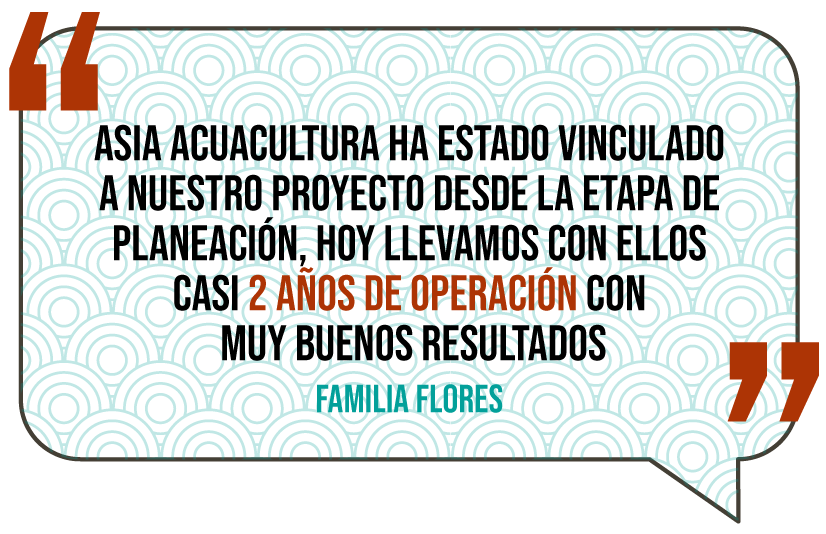 “
ASIA ACUACULTURA HA ESTADO VINCULADO
A NUESTRO PROYECTO DESDE LA ETAPA DE
PLANEACIÓN, HOY LLEVAMOS CON ELLOS
CASI 2 AÑOS DE OPERACIÓN CON
MUY BUENOS RESULTADOS
”
FAMILIA FLORES